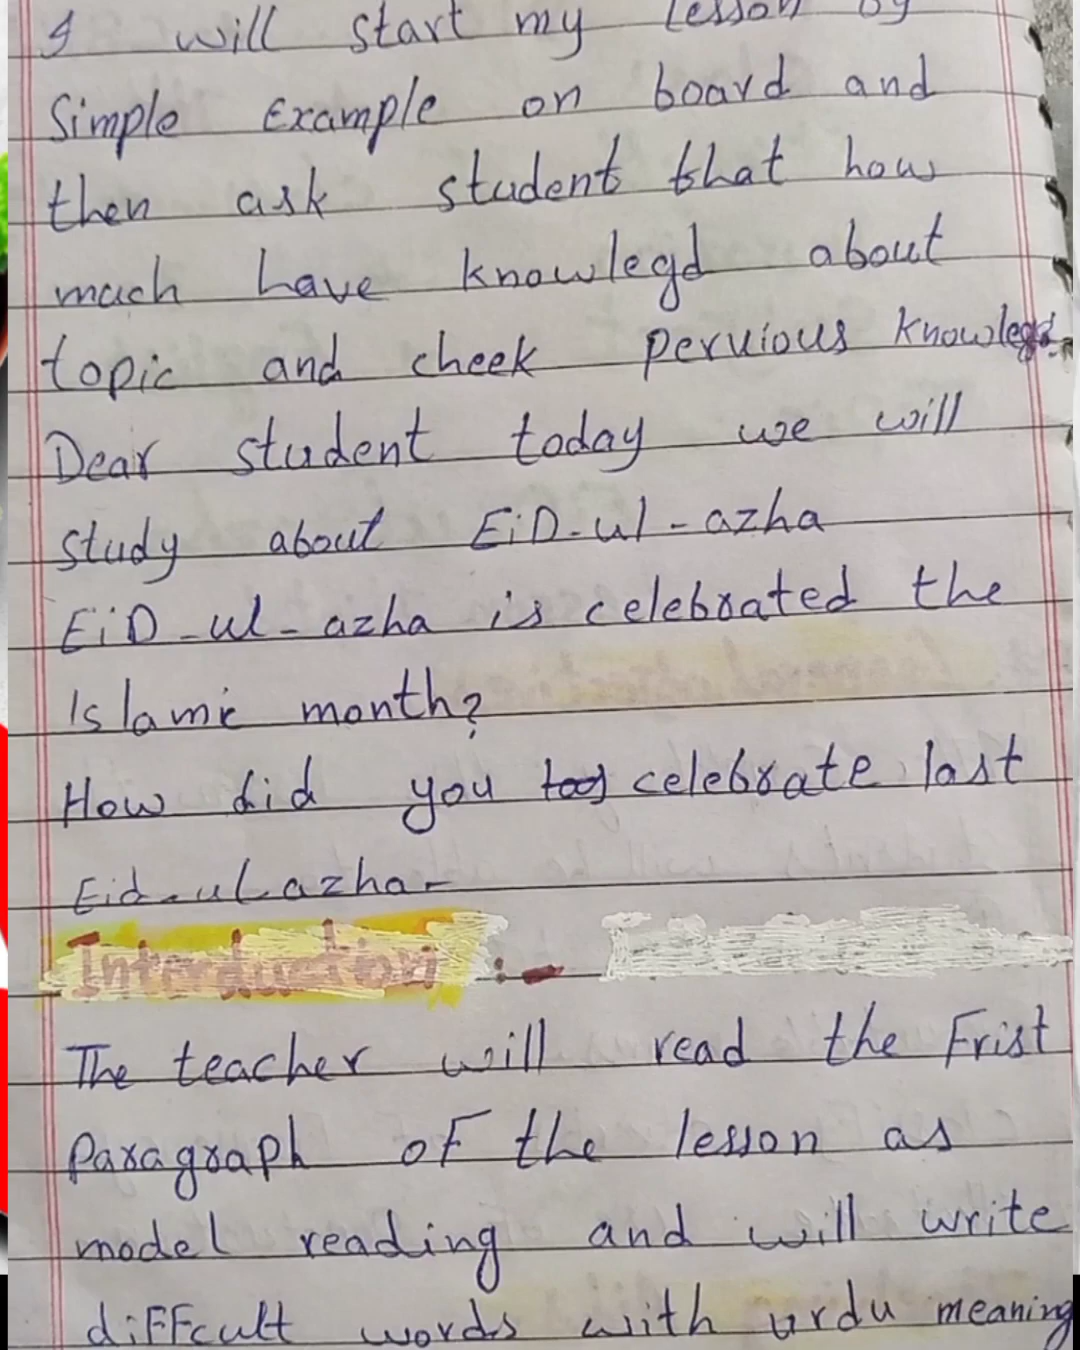 I will start my lesson by
Simple Example on board and
then ask student that how
mach have knowlegd about
topic and cheek pervious knowlegd.
Dear student today we will
study about EiD-ul-azha
EiD-ul-azha is celebrated the
Islamic month?
How did you celebrate last
Eid-ul-azha-
Interduction :-
The teacher will read the Frist
Paragraph of the lesson as
model reading and will write
diffcult words with urdu meaning